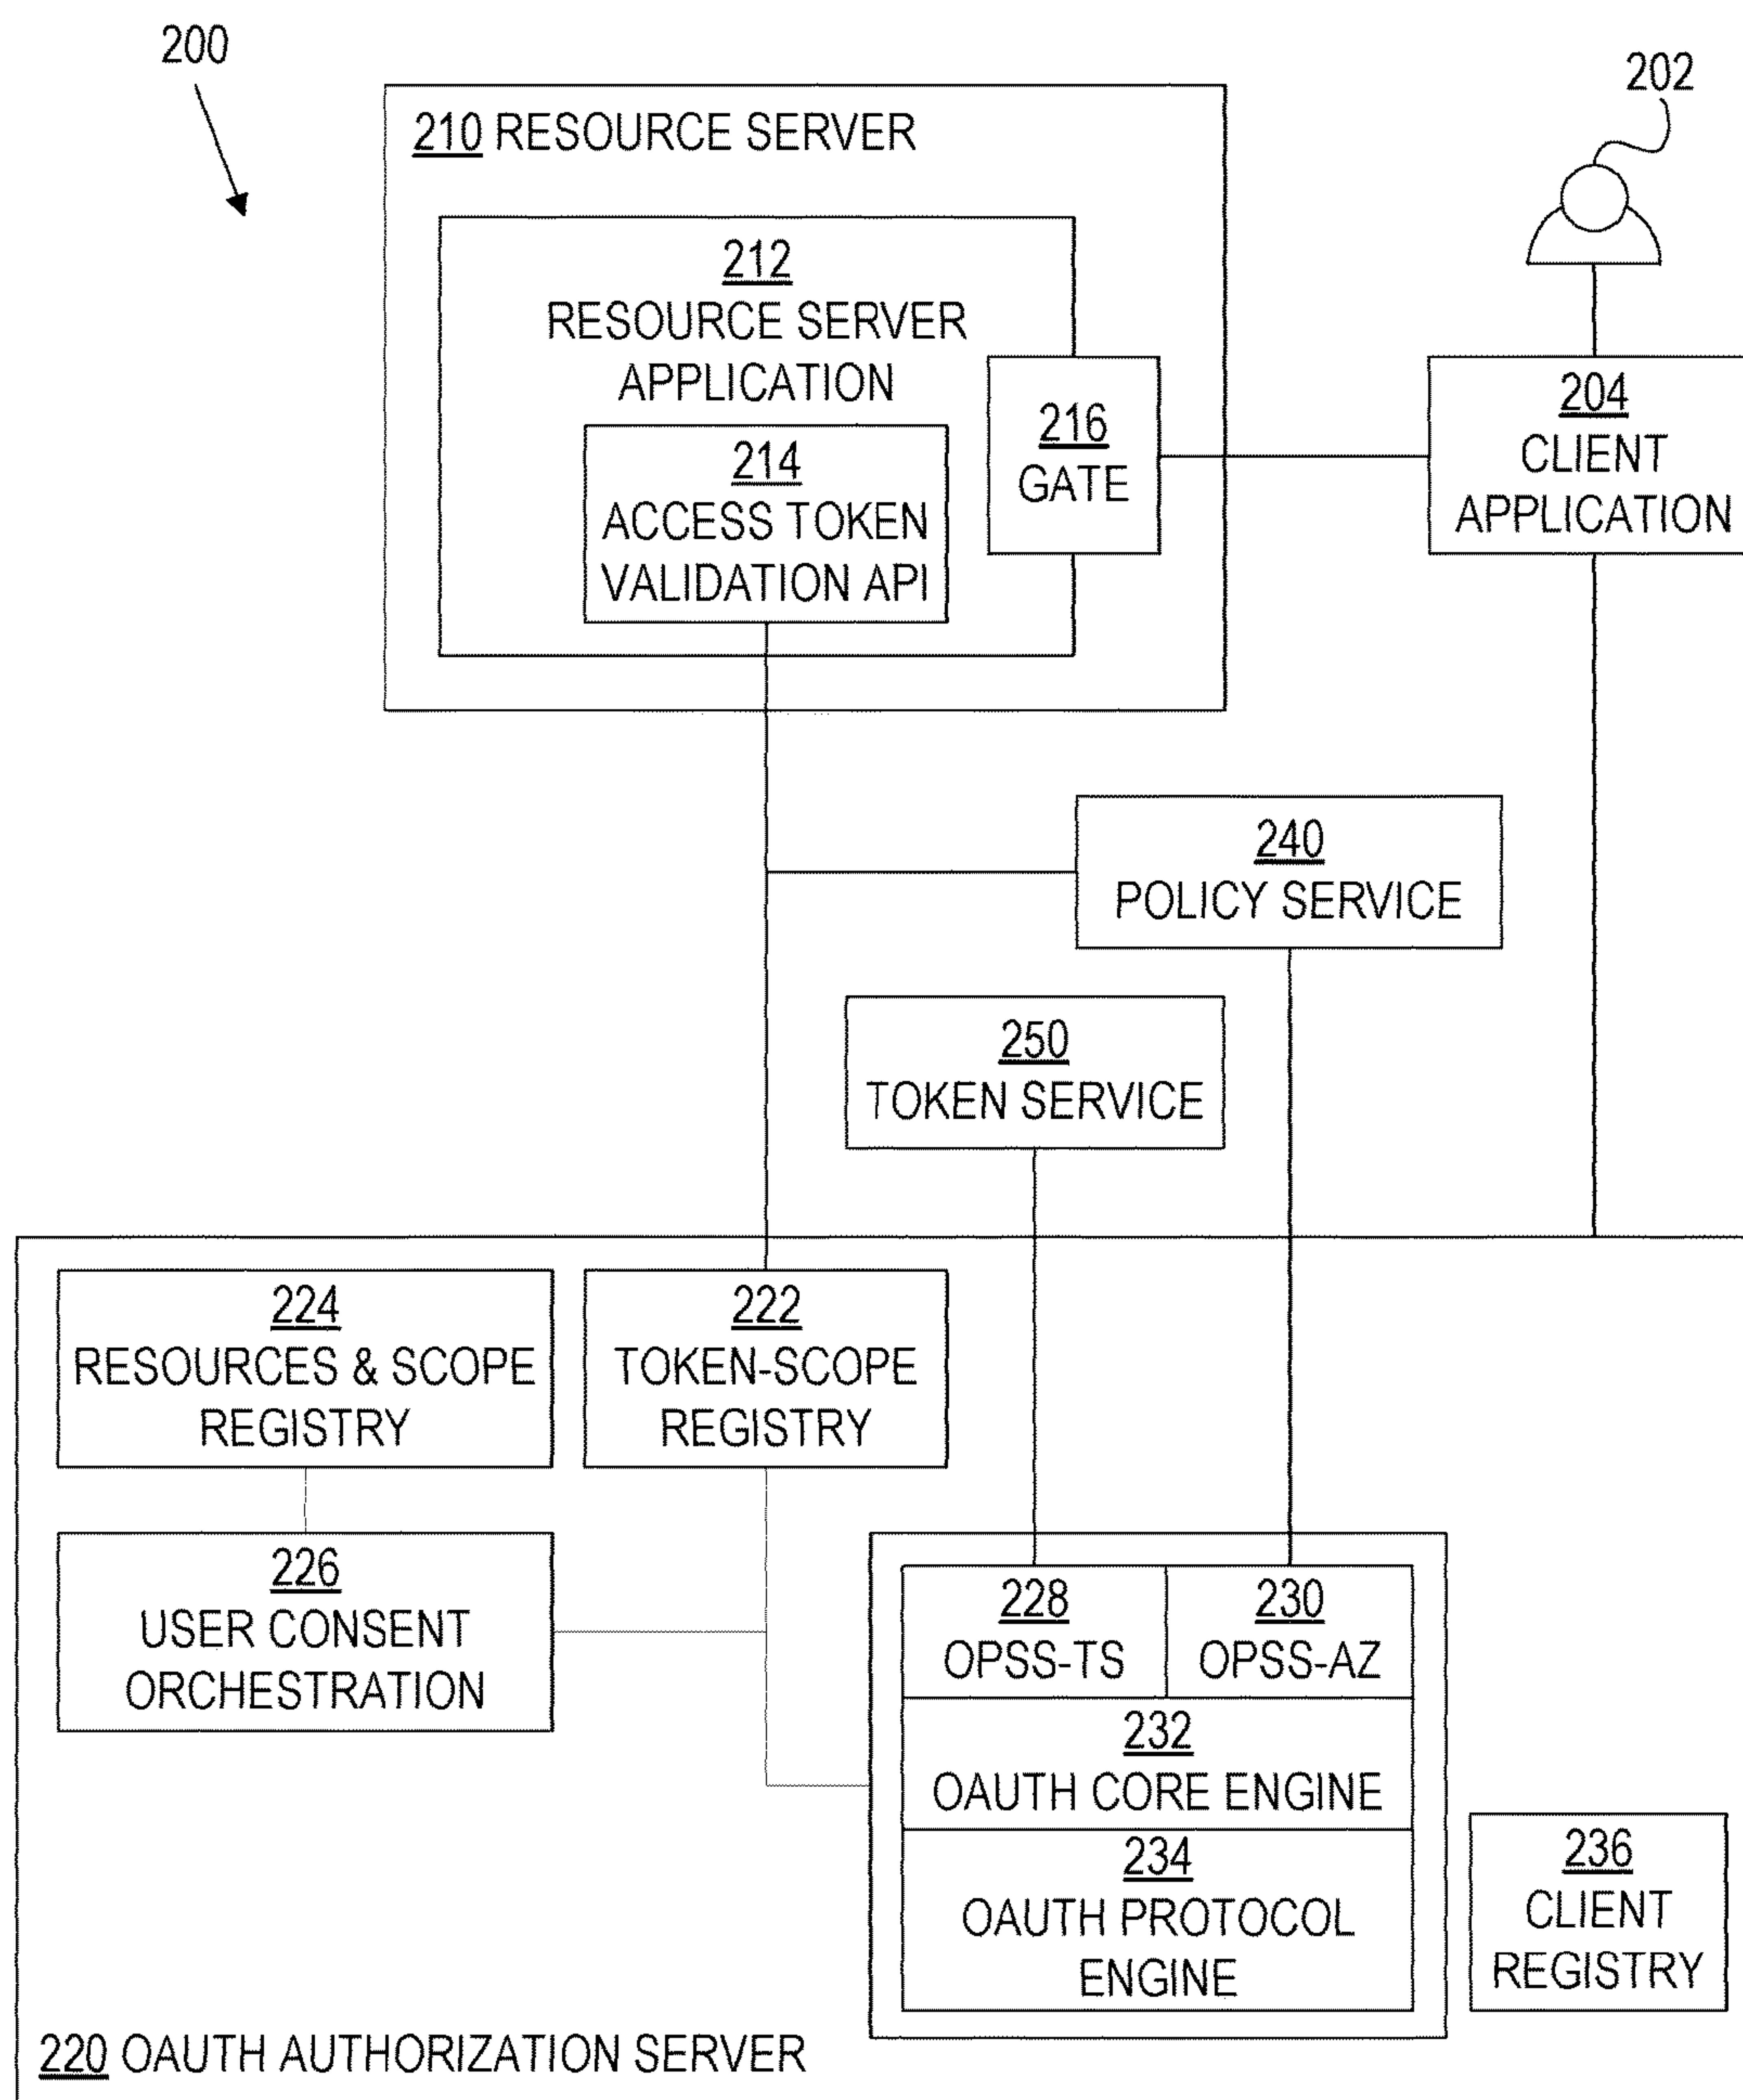 200
202
210 RESOURCE SERVER
212
RESOURCE SERVER
APPLICATION
214
ACCESS TOKEN
VALIDATION API
216
GATE
204
CLIENT
APPLICATION
240
POLICY SERVICE
250
TOKEN SERVICE
224
RESOURCES & SCOPE
REGISTRY
222
TOKEN-SCOPE
REGISTRY
226
USER CONSENT
ORCHESTRATION
228
OPSS-TS
230
OPSS-AZ
232
OAUTH CORE ENGINE
234
OAUTH PROTOCOL
ENGINE
236
CLIENT
REGISTRY
220 OAUTH AUTHORIZATION SERVER